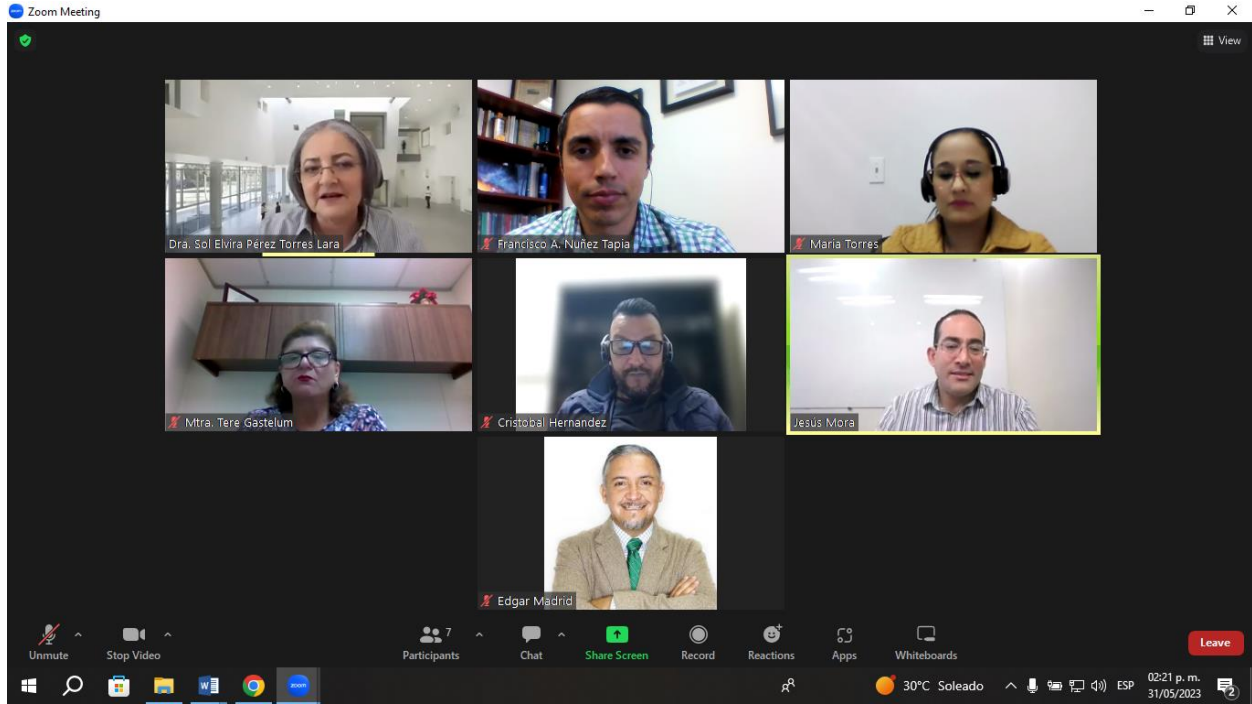 Zoom Meeting
View
Dra. Sol Elvira Pérez Torres Lara
Francisco A. Nuñez Tapia
Maria Torres
Mtra. Tere Gastelum
Cristobal Hernandez
Jesús Mora
Edgar Madrid
Unmute
Stop Video
7
Participants
Chat
Share Screen
Record
Reactions
Apps
Whiteboards
Leave
zoom
30°C Soleado
ESP
02:21 p. m.
31/05/2023
2